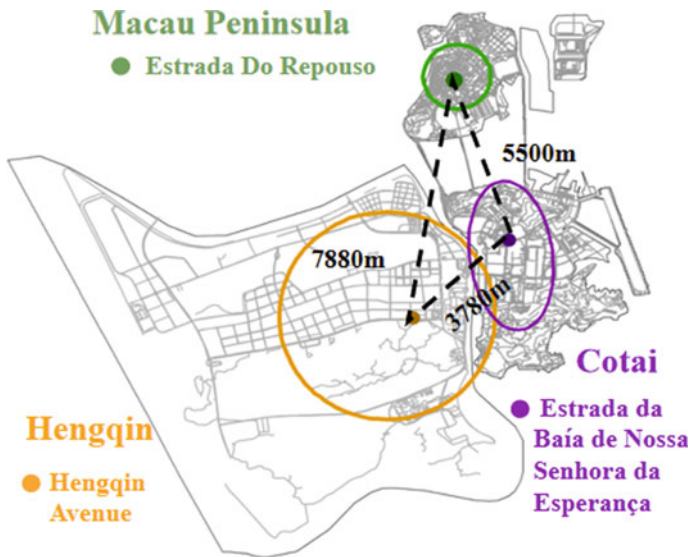 Macau Peninsula
Estrada Do Repouso
5500m
7880m
3780m
Cotai
Estrada da
Baía de Nossa
Senhora da
Esperança
Hengqin
Hengqin
Avenue